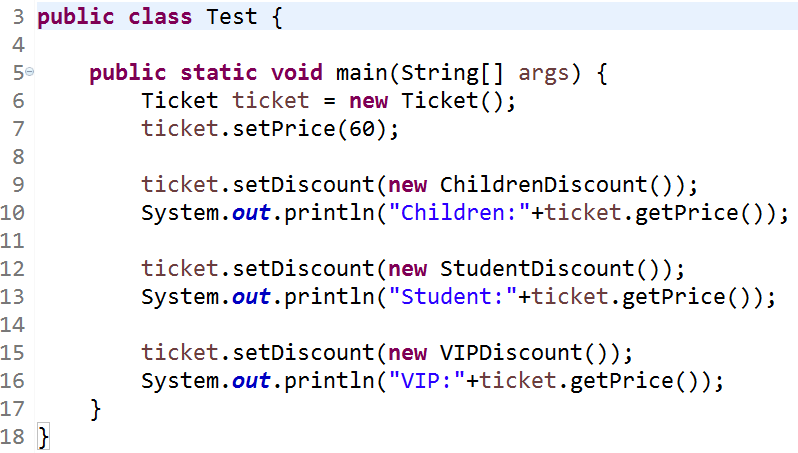 3 public class Test {
4
5 public static void main(String[] args) {
6 Ticket ticket = new Ticket();
7 ticket.setPrice(60);
8
9 ticket.setDiscount(new ChildrenDiscount());
10 System.out.println("Children:"+ticket.getPrice());
11
12 ticket.setDiscount(new StudentDiscount());
13 System.out.println("Student:"+ticket.getPrice());
14
15 ticket.setDiscount(new VIPDiscount());
16 System.out.println("VIP:"+ticket.getPrice());
17 }
18 }